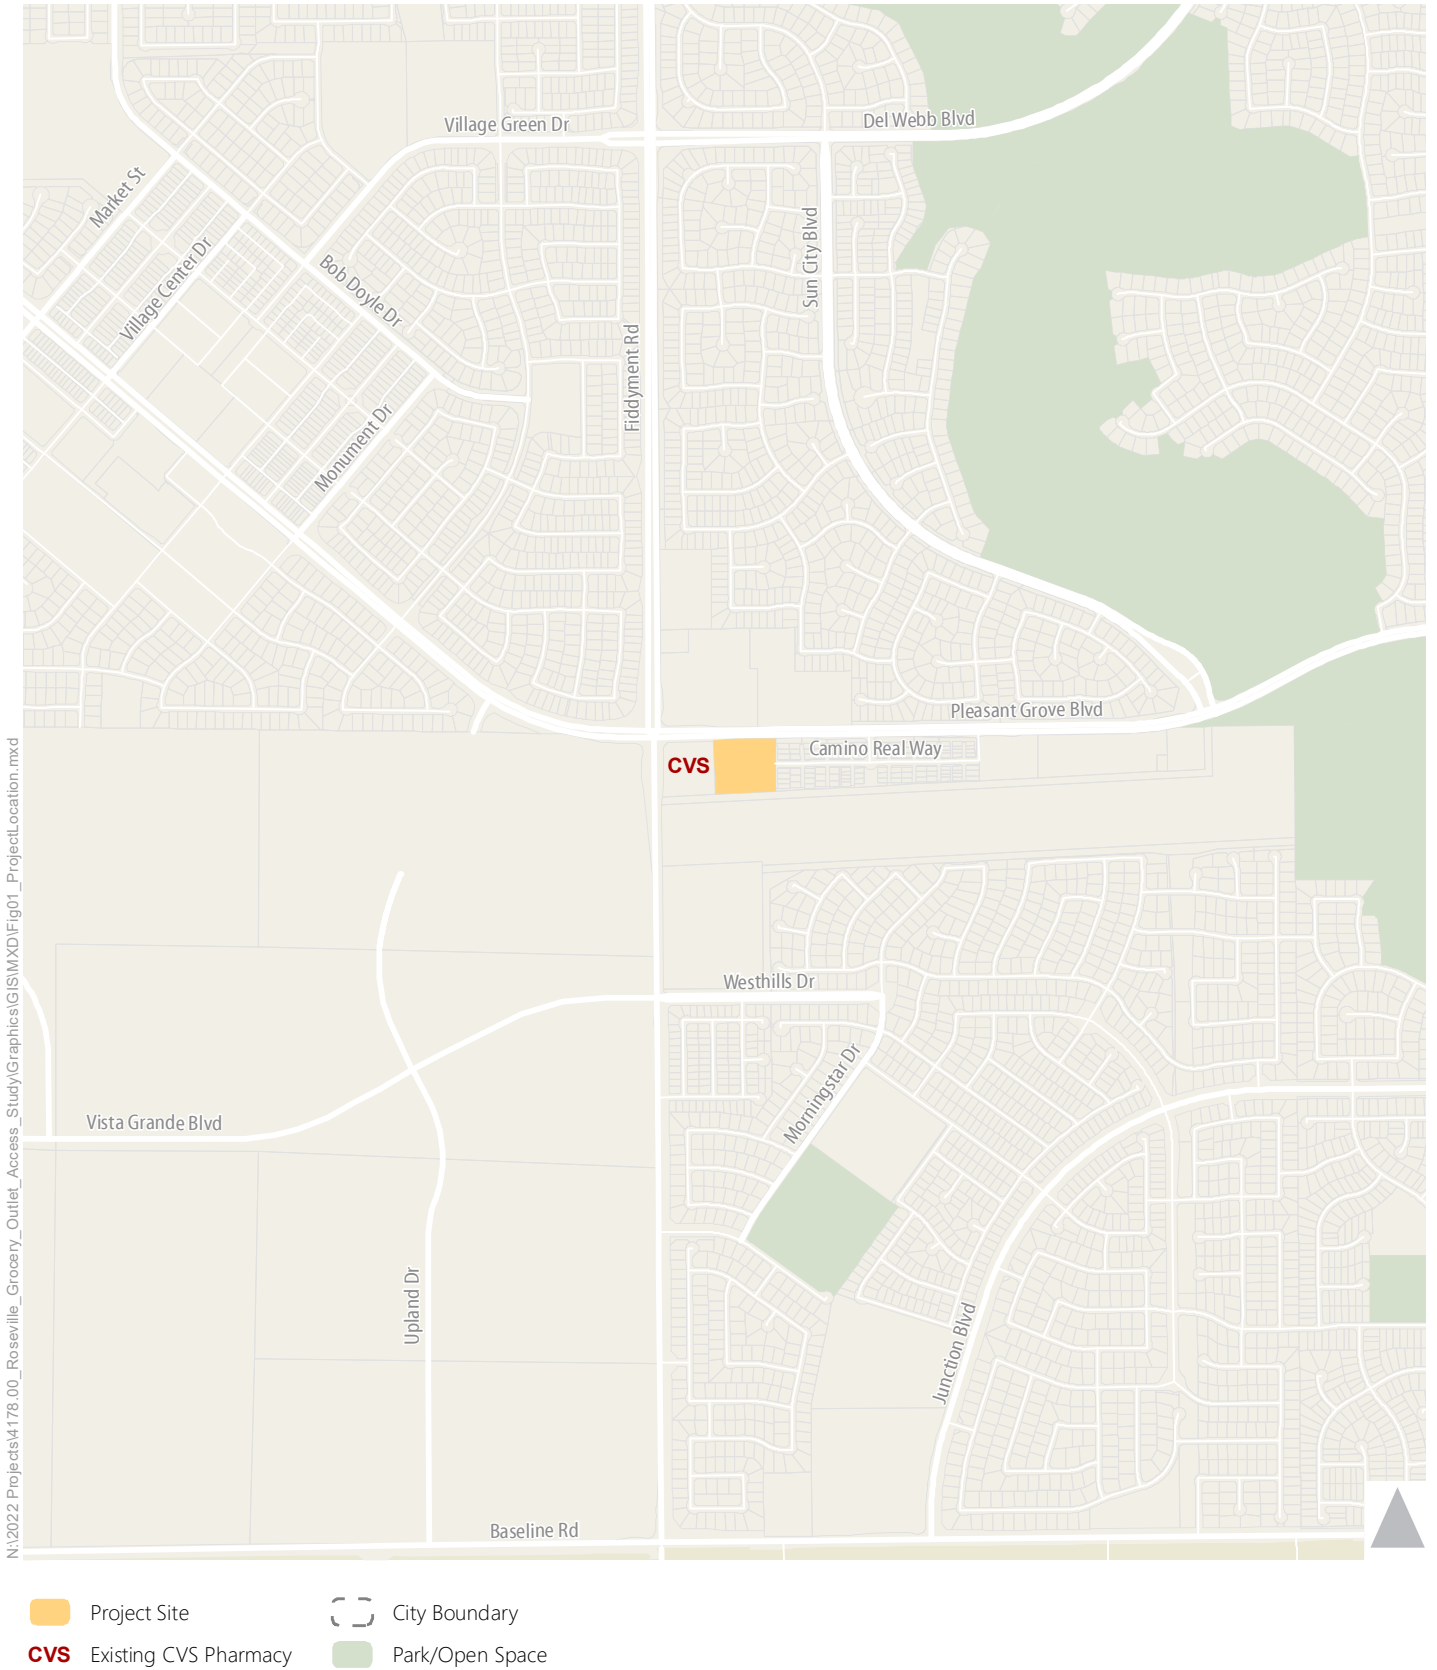 Village Green Dr
Del Webb Blvd
Market St
Village Center Dr
Bob Doyle Dr
Sun City Blvd
Fiddyment Rd
Monument Dr
Pleasant Grove Blvd
CVS
Camino Real Way
Westhills Dr
Morningstar Dr
Vista Grande Blvd
Upland Dr
Junction Blvd
Baseline Rd
N:\2022 Projects\4178.00_Roseville_Grocery_Outlet_Access_Study\Graphics\GIS\MXD\Fig01_ProjectLocation.mxd
Project Site
City Boundary
CVS Existing CVS Pharmacy
Park/Open Space